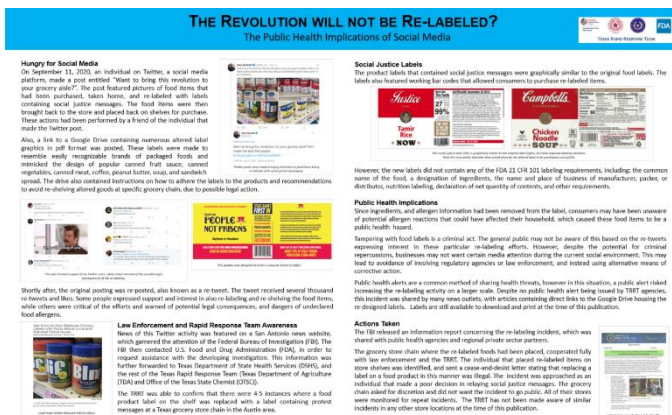 THE REVOLUTION WILL NOT BE RE-LABELED?
The Public Health Implications of Social Media
TEXAS RAPID RESPONSE TEAM
FDA
Hungry for Social Media
On September 11, 2020, an individual on Twitter, a social media
platform, made a post entitled "Want to bring this revolution to
your grocery aisle?". The post featured pictures of food items that
had been purchased, taken home, and re-labeled with labels
containing social justice messages. The food items were then
brought back to the store and placed back on shelves for purchase.
These actions had been performed by a friend of the individual that
made the Twitter post.
Also, a link to a Google Drive containing numerous altered label
graphics in pdf format was posted. These labels were made to
resemble easily recognizable brands of packaged foods and
mimicked the design of popular canned fruit sauce, canned
vegetables, canned meat, coffee, peanut butter, soup, and sandwich
spread. The drive also contained instructions on how to adhere the labels to the products and recommendations
to avoid re-shelving altered goods at specific grocery chain, due to possible legal action.
PEOPLE
NOT PRISONS
Shortly after, the original posting was re-posted, also known as a re-tweet. The tweet received several thousand
re-tweets and likes. Some people expressed support and interest in also re-labeling and re-shelving the food items,
while others were critical of the efforts and warned of potential legal consequences, and dangers of undeclared
food allergens.
Law Enforcement and Rapid Response Team Awareness
News of this Twitter activity was featured on a San Antonio news website,
which garnered the attention of the Federal Bureau of Investigation (FBI). The
FBI then contacted U.S. Food and Drug Administration (FDA), in order to
request assistance with the developing investigation. This information was
further forwarded to Texas Department of State Health Services (DSHS), and
the rest of the Texas Rapid Response Team (Texas Department of Agriculture
(TDA) and Office of the Texas State Chemist (OTSC)).
The TRRT was able to confirm that there were 4-5 instances where a food
product label on the shelf was replaced with a label containing protest
messages at a Texas grocery store chain in the Austin area.
Social Justice Labels
The product labels that contained social justice messages were graphically similar to the original food labels. The
labels also featured working bar codes that allowed consumers to purchase re-labeled items.
Justice
Tamir
Rice
NOW
27
99%
Campbell's
Chicken
Noodle
SOUP
However, the new labels did not contain any of the FDA 21 CFR 101 labeling requirements, including: the common
name of the food, a designation of ingredients, the name and place of business of manufacturer, packer, or
distributor, nutrition labeling, declaration of net quantity of contents, and other requirements.
Public Health Implications
Since ingredients, and allergen information had been removed from the label, consumers may have been unaware
of potential allergen reactions that could have affected their household, which caused these food items to be a
public health hazard.
Tampering with food labels is a criminal act. The general public may not be aware of this based on the re-tweets
expressing interest in these particular re-labeling efforts. However, despite the potential for criminal
repercussions, businesses may not want certain media attention during the current social environment. This may
lead to avoidance of involving regulatory agencies or law enforcement, and instead using alternative means of
corrective action.
Public health alerts are a common method of sharing health threats, however in this situation, a public alert risked
increasing the re-labeling activity on a larger scale. Despite no public health alert being issued by TRRT agencies,
this incident was shared by many news outlets, with articles containing direct links to the Google Drive housing the
re designed labels. Labels are still available to download and print at the time of this publication.
Actions Taken
The FBI released an information report concerning the re-labeling incident, which was
shared with public health agencies and regional private sector partners.
The grocery store chain where the re-labeled foods had been placed, cooperated fully
with law enforcement and the TRRT. The individual that placed re-labeled items on
store shelves was identified, and sent a cease-and-desist letter stating that replacing a
label on a food product in this manner was illegal. The incident was approached as an
individual that made a poor decision in relaying social justice messages. The grocery
chain asked for discretion and did not want the incident to go public. All of their stores
were monitored for repeat incidents. The TRRT has not been made aware of similar
incidents in any other store locations at the time of this publication.